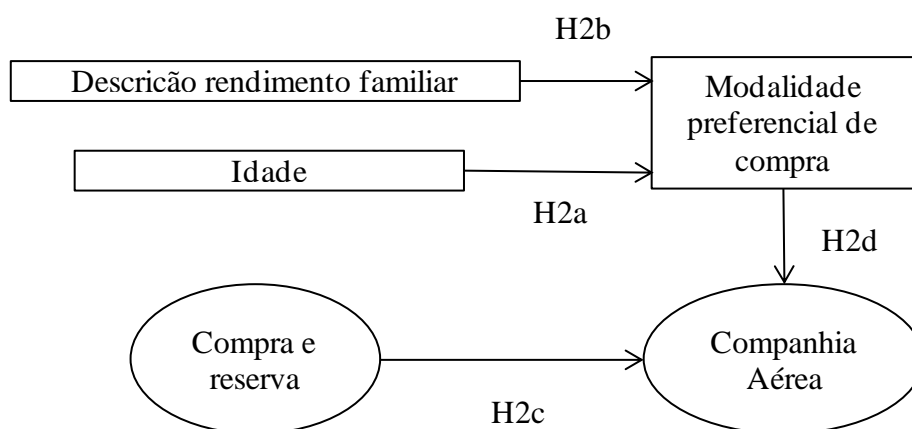 H2b
Descricão rendimento familiar
Modalidade
preferencial de
compra
Idade
H2a
H2d
Compra e
reserva
Companhia
Aérea
H2c